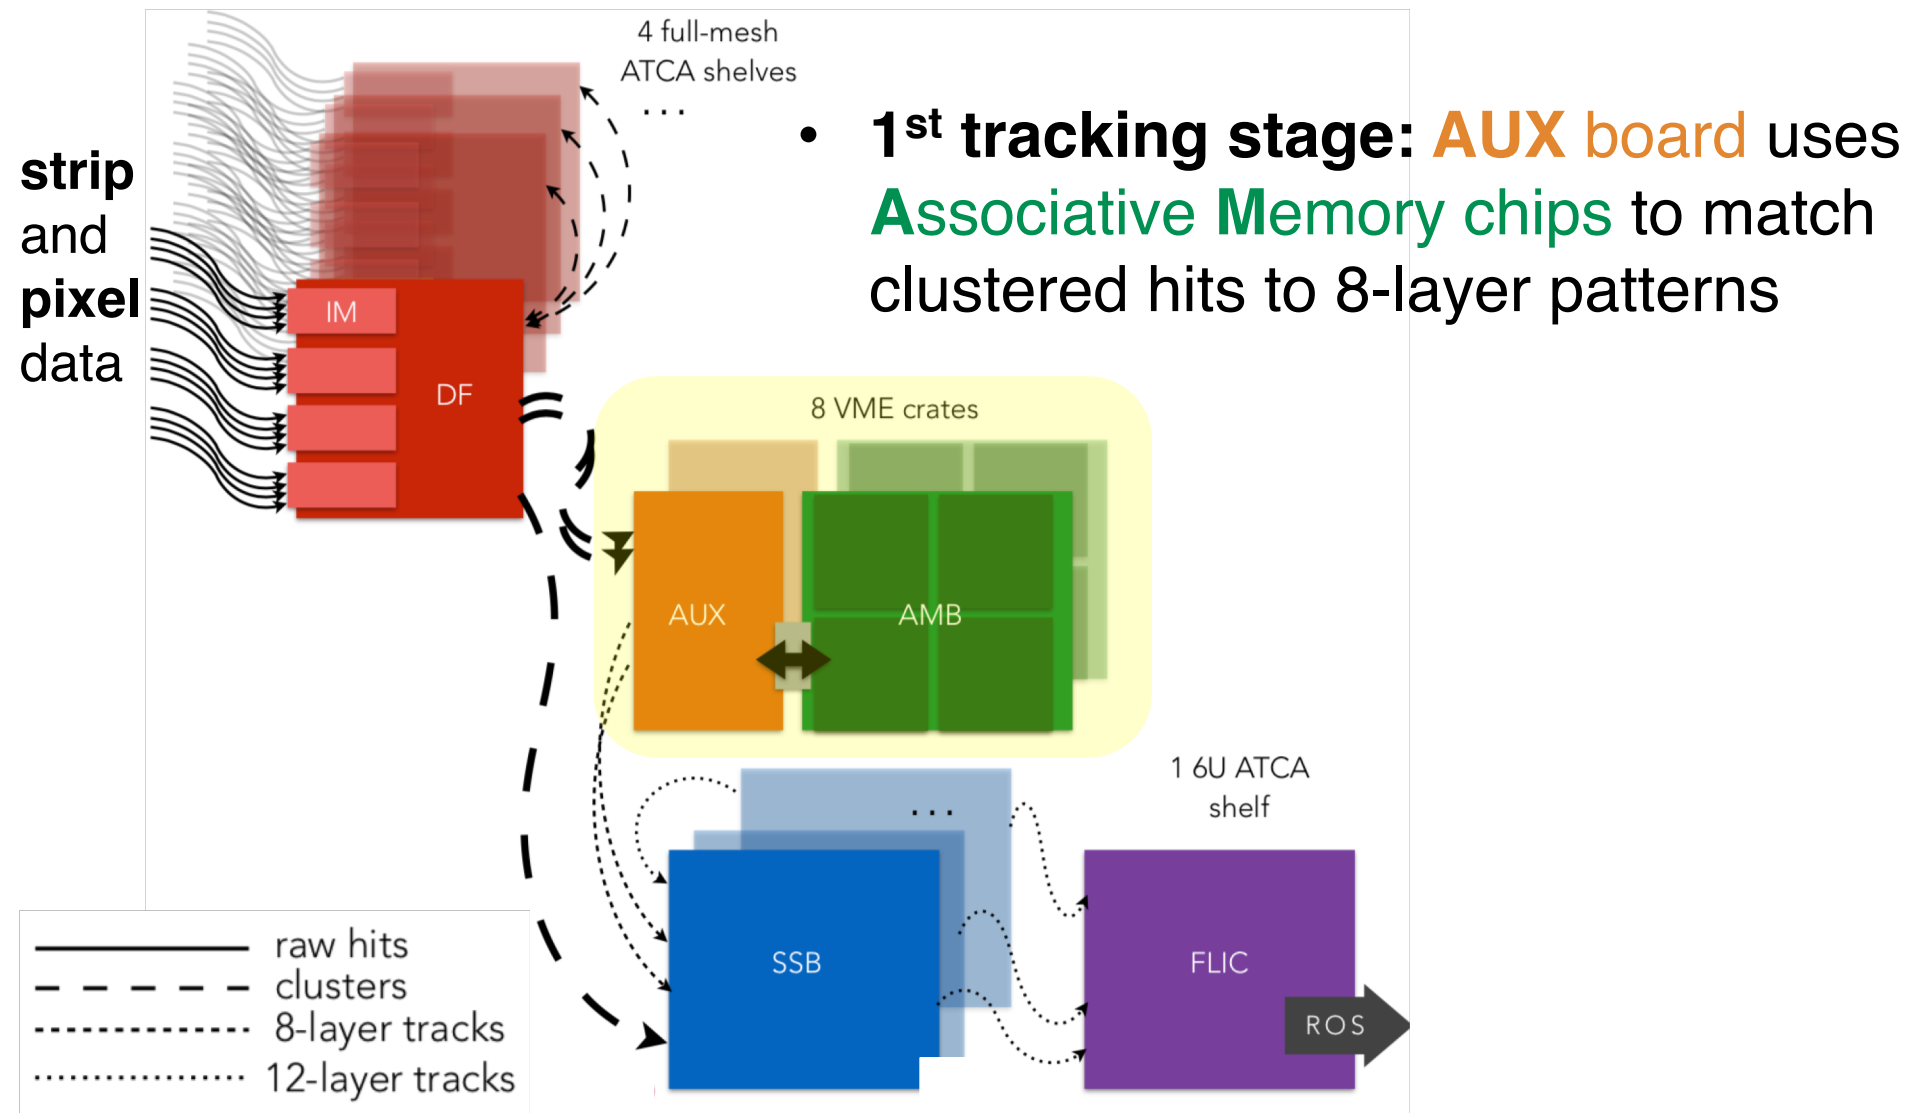 4 full-mesh
ATCA shelves
...
• 1st tracking stage: AUX board uses
Associative Memory chips to match
clustered hits to 8-layer patterns
strip
and
pixel
data
IM
DF
8 VME crates
AUX
AMB
1 6U ATCA
shelf
...
SSB
FLIC
ROS
raw hits
clusters
8-layer tracks
12-layer tracks